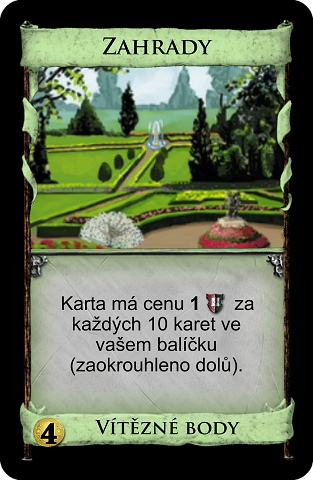 Zahrady
Karta má cenu 1 za
každých 10 karet ve
vašem balíčku
(zaokrouhleno dolů).
4 Vítězné body